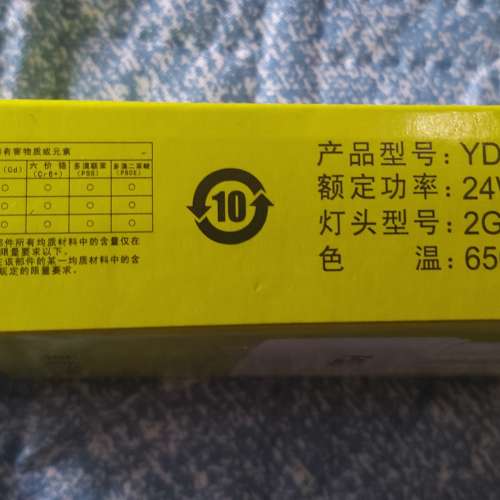 有害物质或元素
(Cd) 六价铬 (Cr6+) 多溴联苯 (PBB) 多溴二苯醚 (PBDE)
○ ○ ○ ○
○ ○ ○ ○
○ ○ ○ ○
部件所有均质材料中的含量仅在
限量要求以下。
在该部件的某一均质材料中的含
规定的限量要求。
10
产品型号: YD
额定功率: 24
灯头型号: 2G
色 温: 65